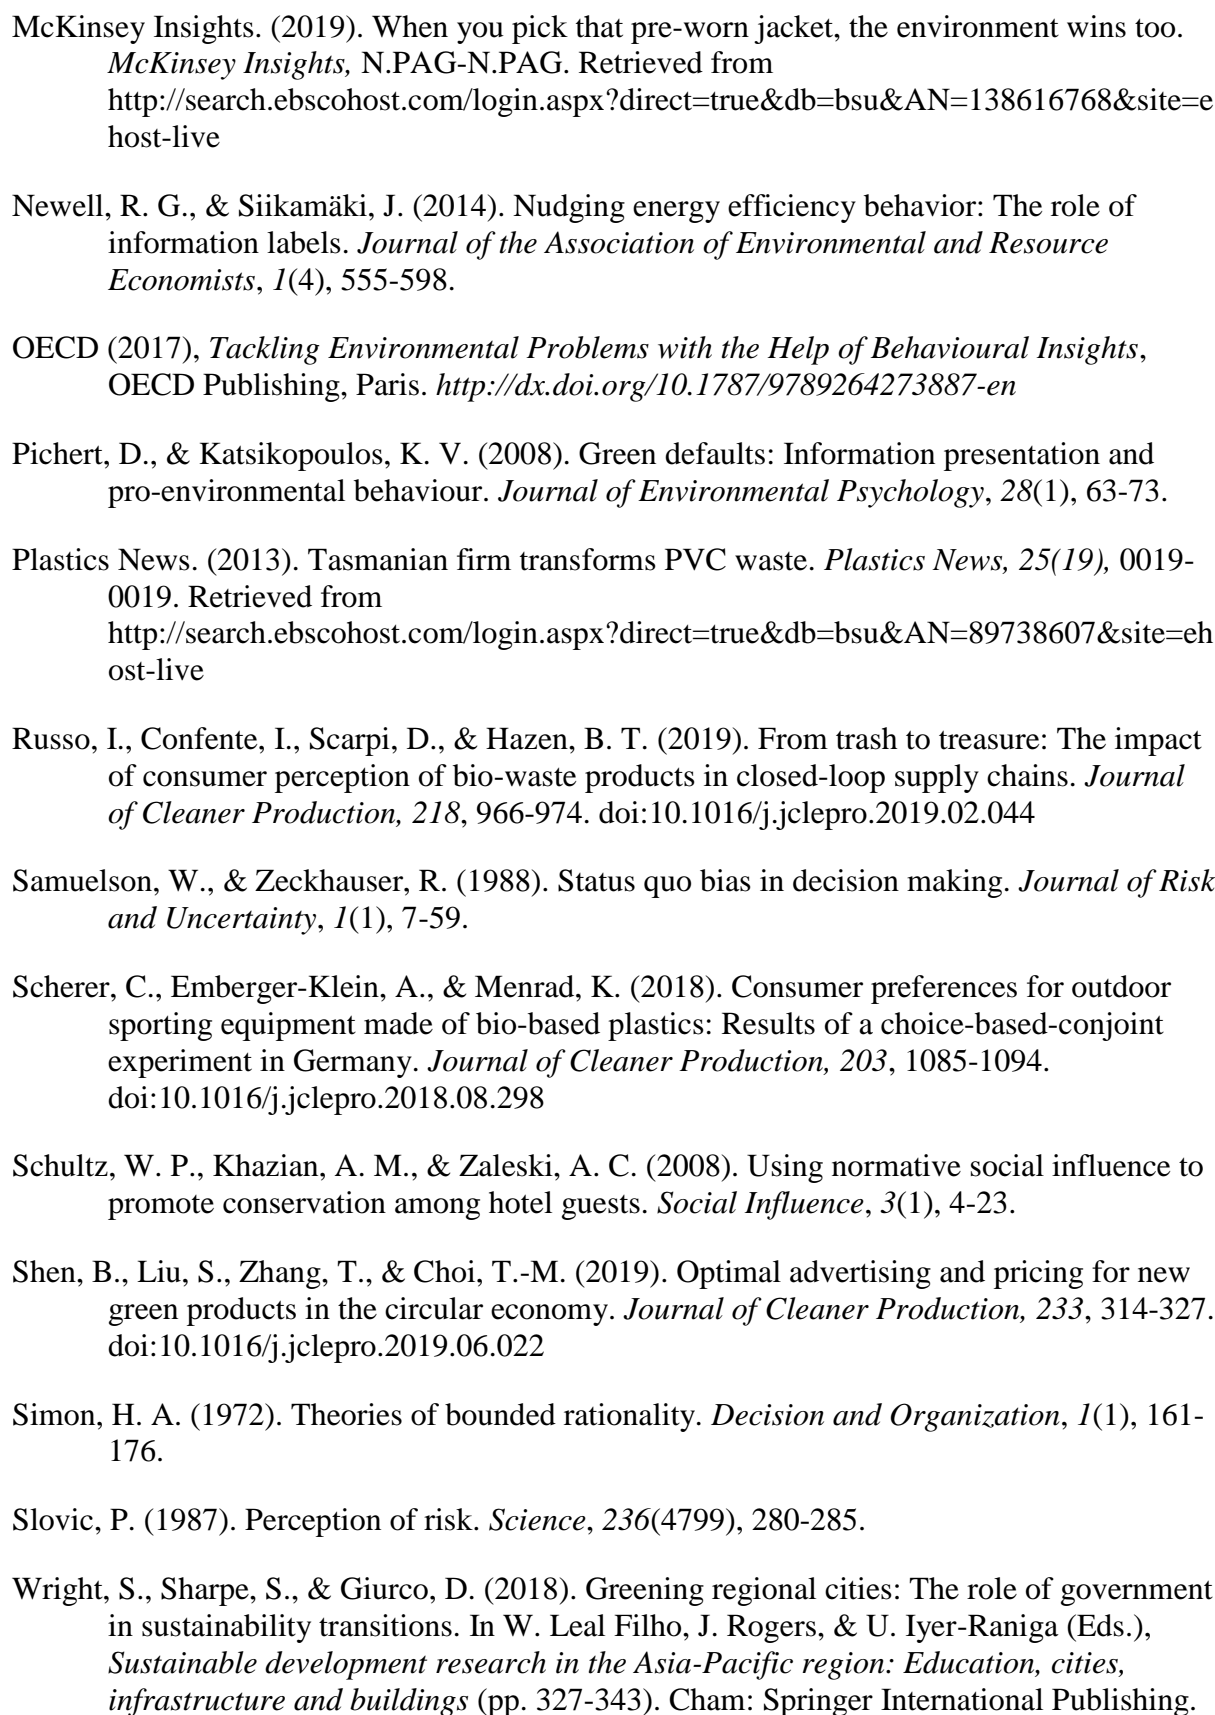 McKinsey Insights. (2019). When you pick that pre-worn jacket, the environment wins too.
McKinsey Insights, N.PAG-N.PAG. Retrieved from
http://search.ebscohost.com/login.aspx?direct=true&db=bsu&AN=138616768&site=e
host-live
Newell, R. G., & Siikamäki, J. (2014). Nudging energy efficiency behavior: The role of
information labels. Journal of the Association of Environmental and Resource
Economists, 1(4), 555-598.
OECD (2017), Tackling Environmental Problems with the Help of Behavioural Insights,
OECD Publishing, Paris. http://dx.doi.org/10.1787/9789264273887-en
Pichert, D., & Katsikopoulos, K. V. (2008). Green defaults: Information presentation and
pro-environmental behaviour. Journal of Environmental Psychology, 28(1), 63-73.
Plastics News. (2013). Tasmanian firm transforms PVC waste. Plastics News, 25(19), 0019-
0019. Retrieved from
http://search.ebscohost.com/login.aspx?direct=true&db=bsu&AN=89738607&site=eh
ost-live
Russo, I., Confente, I., Scarpi, D., & Hazen, B. T. (2019). From trash to treasure: The impact
of consumer perception of bio-waste products in closed-loop supply chains. Journal
of Cleaner Production, 218, 966-974. doi:10.1016/j.jclepro.2019.02.044
Samuelson, W., & Zeckhauser, R. (1988). Status quo bias in decision making. Journal of Risk
and Uncertainty, 1(1), 7-59.
Scherer, C., Emberger-Klein, A., & Menrad, K. (2018). Consumer preferences for outdoor
sporting equipment made of bio-based plastics: Results of a choice-based-conjoint
experiment in Germany. Journal of Cleaner Production, 203, 1085-1094.
doi:10.1016/j.jclepro.2018.08.298
Schultz, W. P., Khazian, A. M., & Zaleski, A. C. (2008). Using normative social influence to
promote conservation among hotel guests. Social Influence, 3(1), 4-23.
Shen, B., Liu, S., Zhang, T., & Choi, T.-M. (2019). Optimal advertising and pricing for new
green products in the circular economy. Journal of Cleaner Production, 233, 314-327.
doi:10.1016/j.jclepro.2019.06.022
Simon, H. A. (1972). Theories of bounded rationality. Decision and Organization, 1(1), 161-
176.
Slovic, P. (1987). Perception of risk. Science, 236(4799), 280-285.
Wright, S., Sharpe, S., & Giurco, D. (2018). Greening regional cities: The role of government
in sustainability transitions. In W. Leal Filho, J. Rogers, & U. Iyer-Raniga (Eds.),
Sustainable development research in the Asia-Pacific region: Education, cities,
infrastructure and buildings (pp. 327-343). Cham: Springer International Publishing.